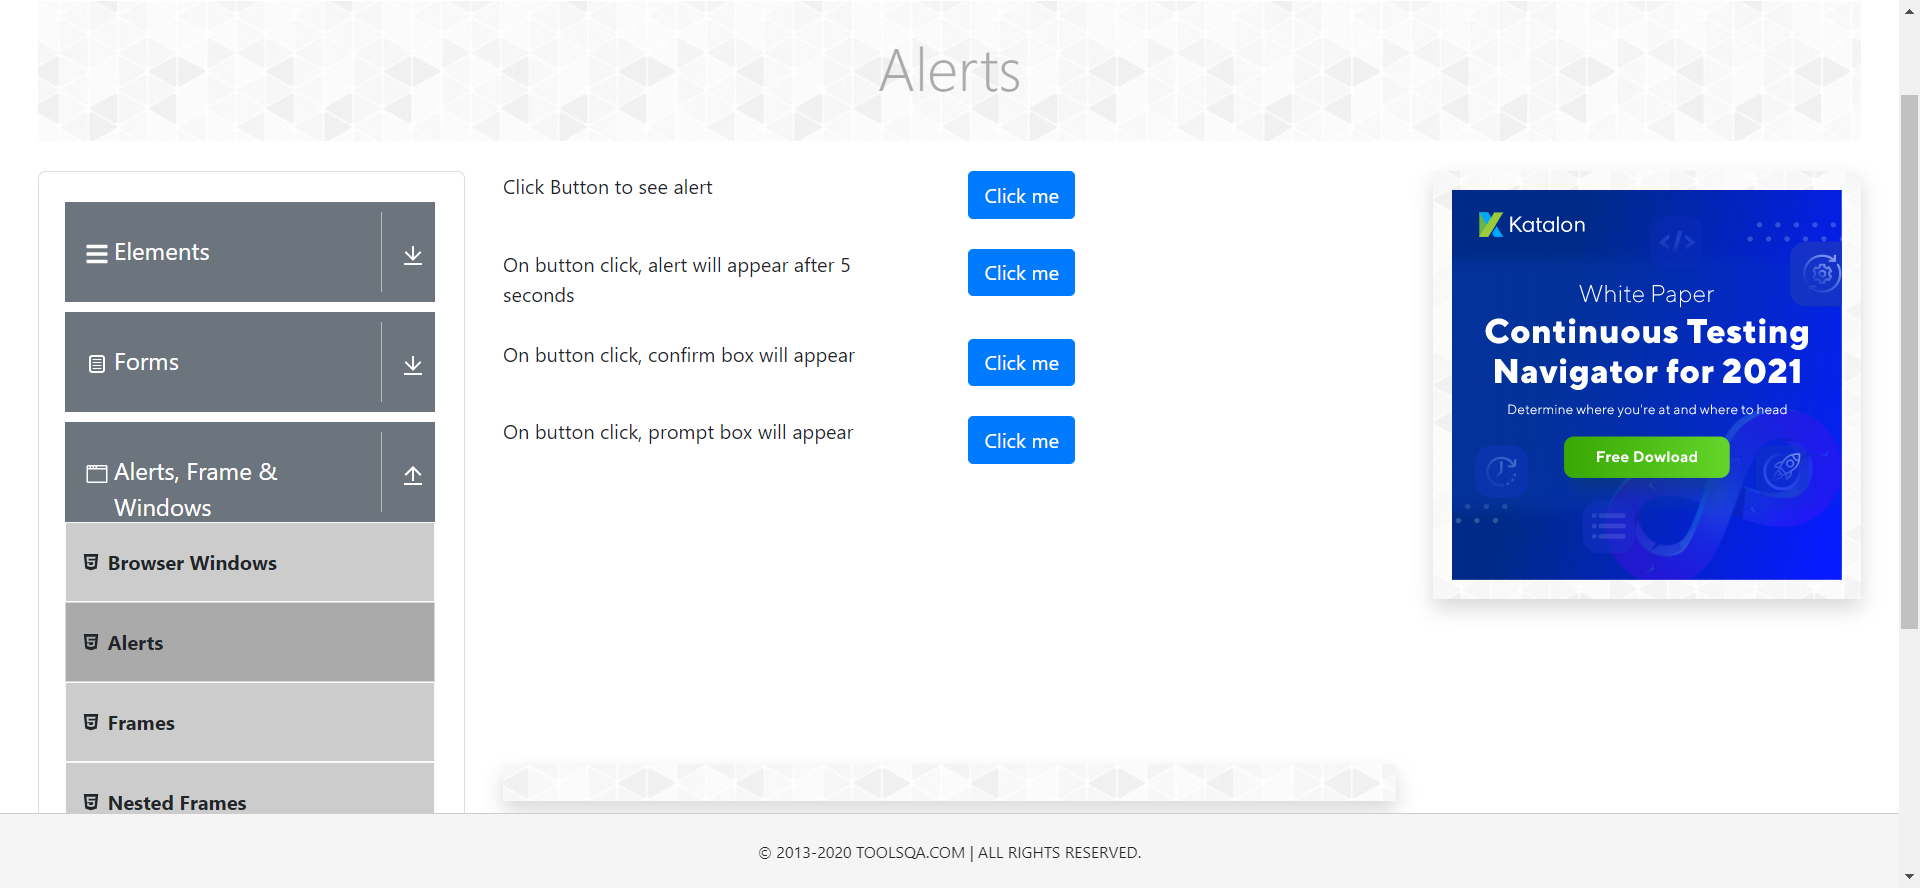 Alerts
Elements
Forms
Alerts, Frame &
Windows
Browser Windows
Alerts
Frames
Nested Frames
Click Button to see alert
Click me
On button click, alert will appear after 5
seconds
Click me
On button click, confirm box will appear
Click me
On button click, prompt box will appear
Click me
Katalon
</>
White Paper
Continuous Testing
Navigator for 2021
Determine where you're at and where to head
Free Dowload
© 2013-2020 TOOLSQA.COM | ALL RIGHTS RESERVED.